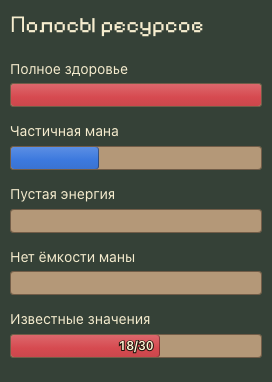 Полосы ресурсов
Полное здоровье
Частичная мана
Пустая энергия
Нет ёмкости маны
Известные значения
18/30